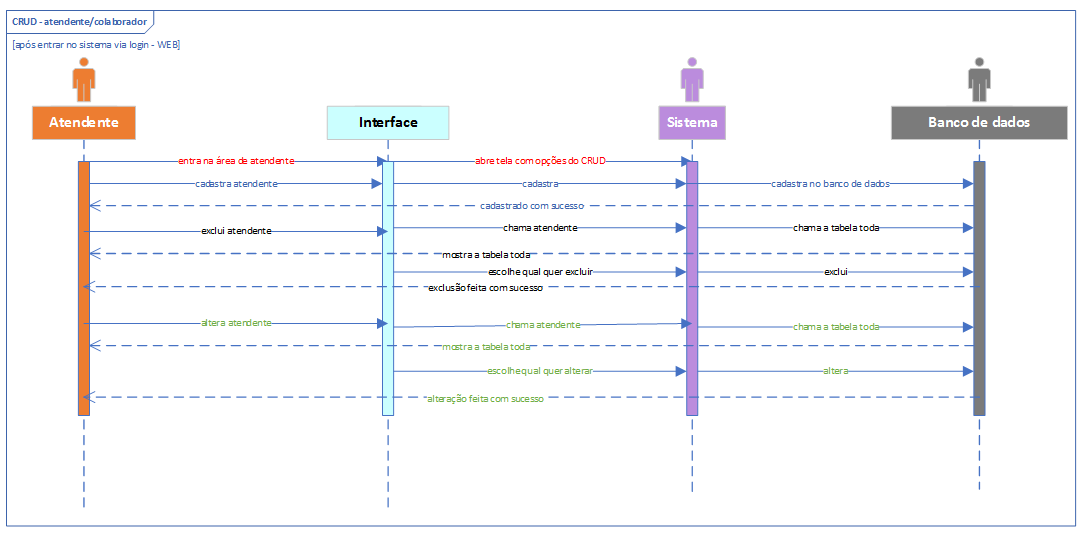 CRUD - atendente/colaborador
[após entrar no sistema via login - WEB]
Atendente
Interface
Sistema
Banco de dados
entra na área de atendente
abre tela com opções do CRUD
cadastra atendente
cadastra
cadastra no banco de dados
cadastrado com sucesso
exclui atendente
chama atendente
chama a tabela toda
mostra a tabela toda
escolhe qual quer excluir
exclui
exclusão feita com sucesso
altera atendente
chama atendente
chama a tabela toda
mostra a tabela toda
escolhe qual quer alterar
altera
alteração feita com sucesso